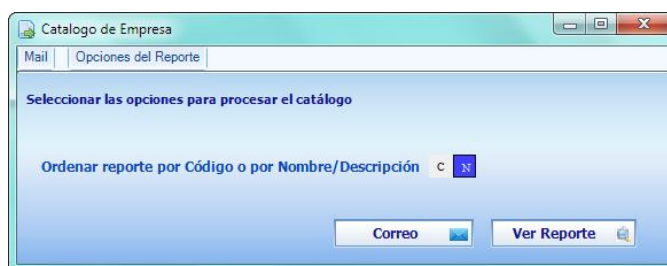 Catalogo de Empresa
Mail Opciones del Reporte
Seleccionar las opciones para procesar el catálogo
Ordenar reporte por Código o por Nombre/Descripción C N
Correo Ver Reporte